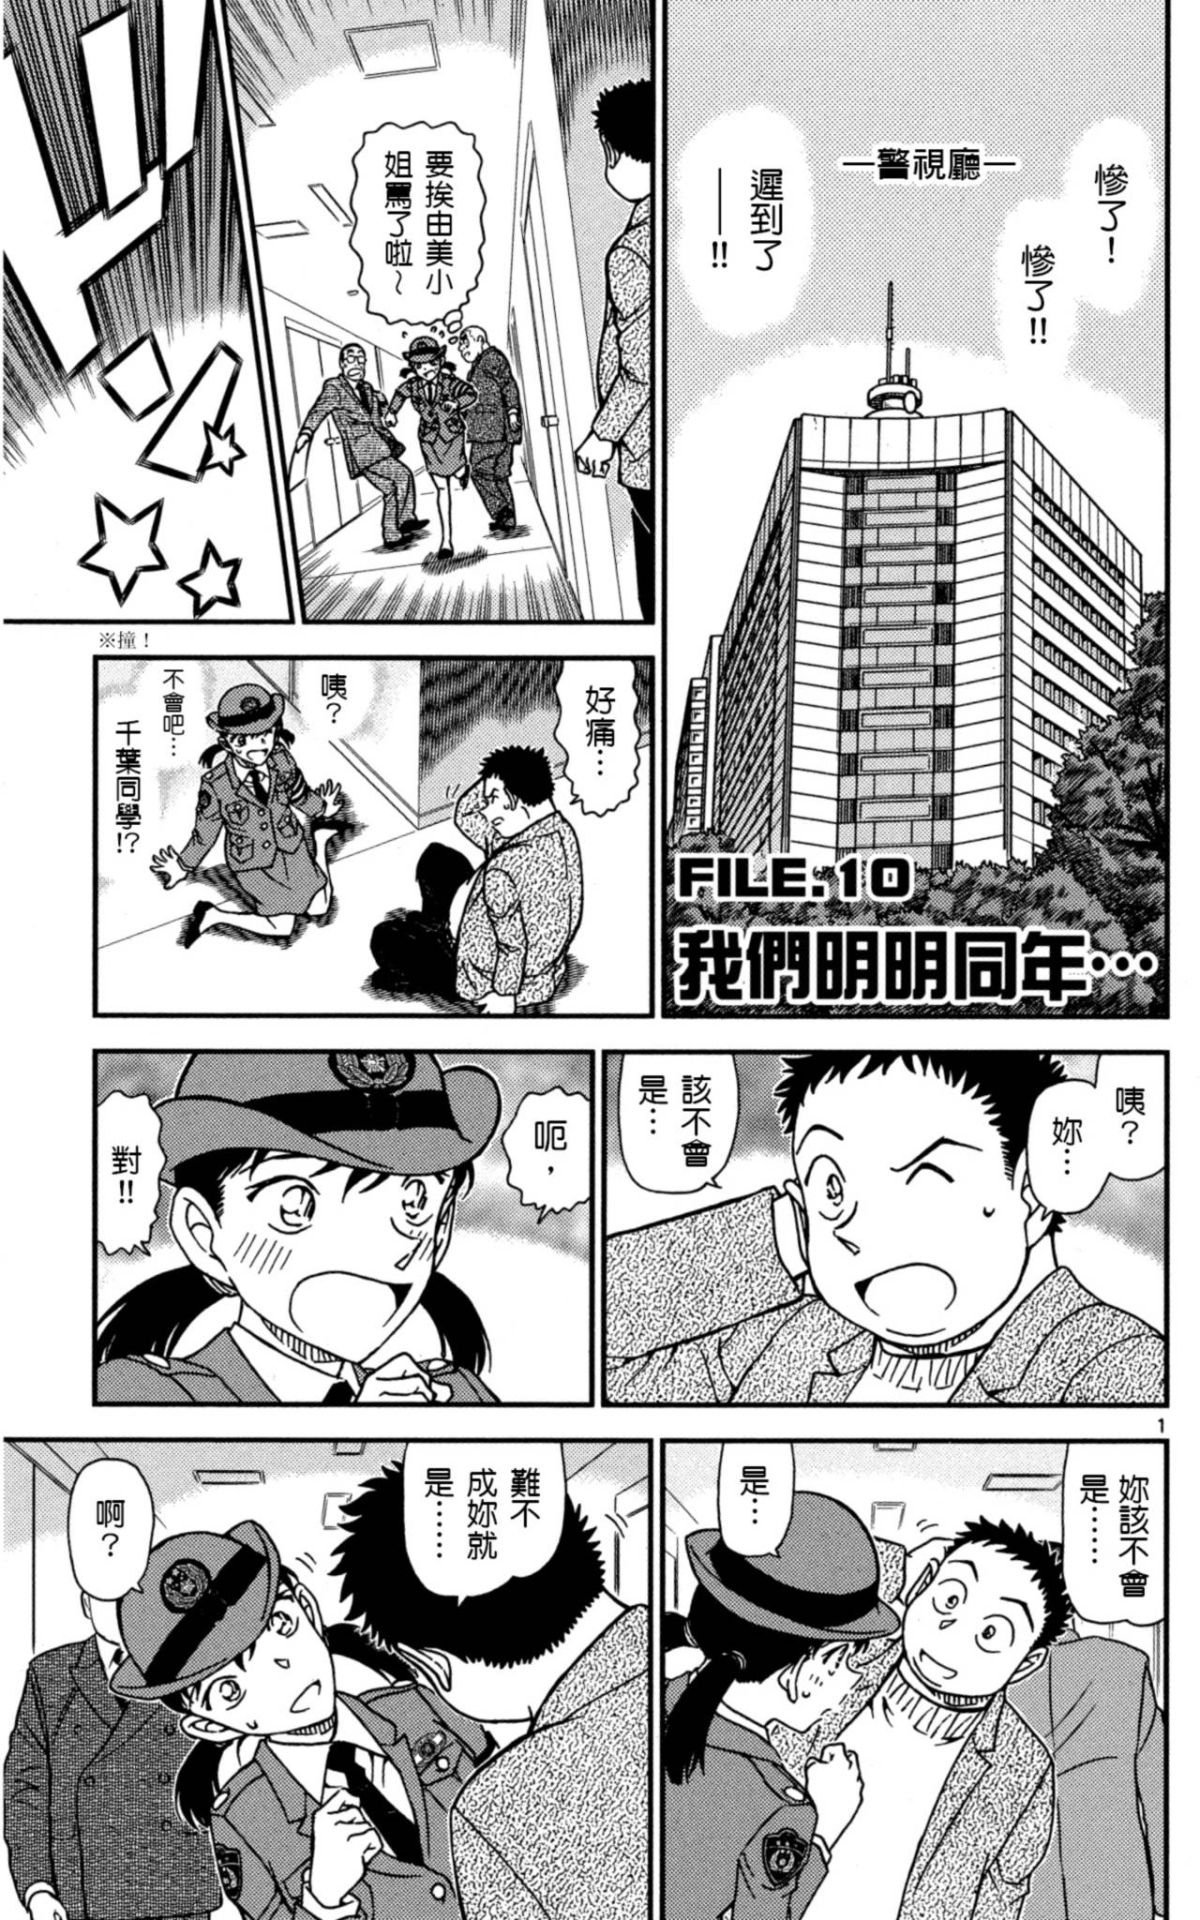 慘了！
慘了!!
—警視廳—
遲到了
——!!
FILE.10
我們明明同年…
要挨由美小
姐罵了啦～
※撞！
好痛…
咦？
不會吧…
千葉同學!?
咦？
妳…
該不會
是…
呃，
對!!
1
妳該不會
是……
是…
難不
成妳就
是……
啊？